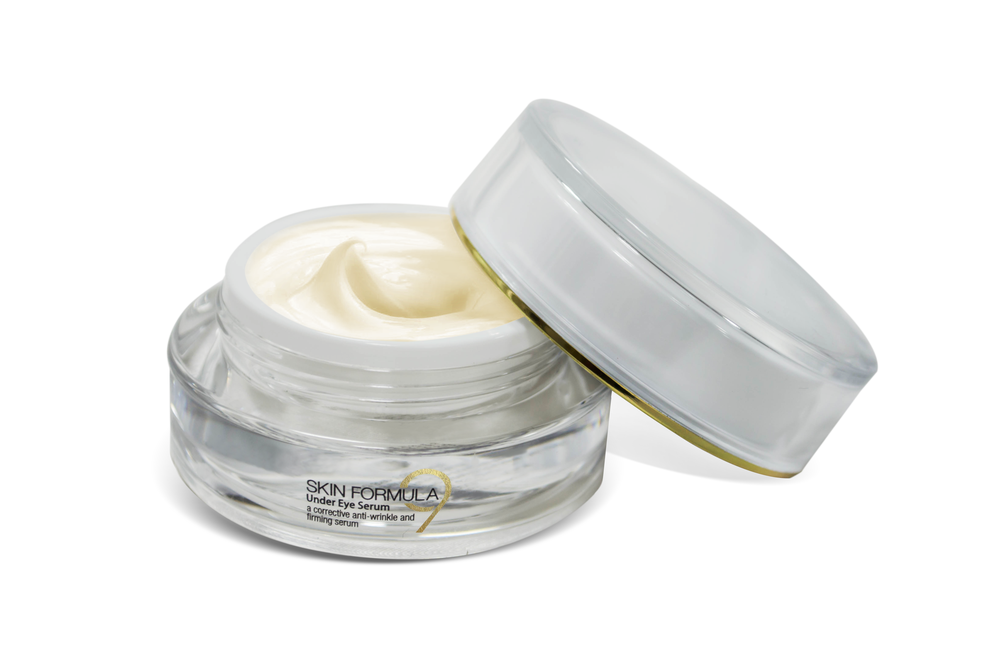 SKIN FORMULA 9
Under Eye Serum
a corrective anti-wrinkle and
firming serum